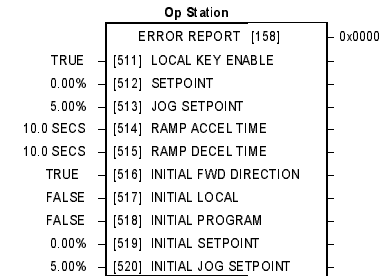 Op Station
ERROR REPORT [158] 0x0000
TRUE [511] LOCAL KEY ENABLE
0.00% [512] SETPOINT
5.00% [513] JOG SETPOINT
10.0 SECS [514] RAMP ACCEL TIME
10.0 SECS [515] RAMP DECEL TIME
TRUE [516] INITIAL FWD DIRECTION
FALSE [517] INITIAL LOCAL
FALSE [518] INITIAL PROGRAM
0.00% [519] INITIAL SETPOINT
5.00% [520] INITIAL JOG SETPOINT